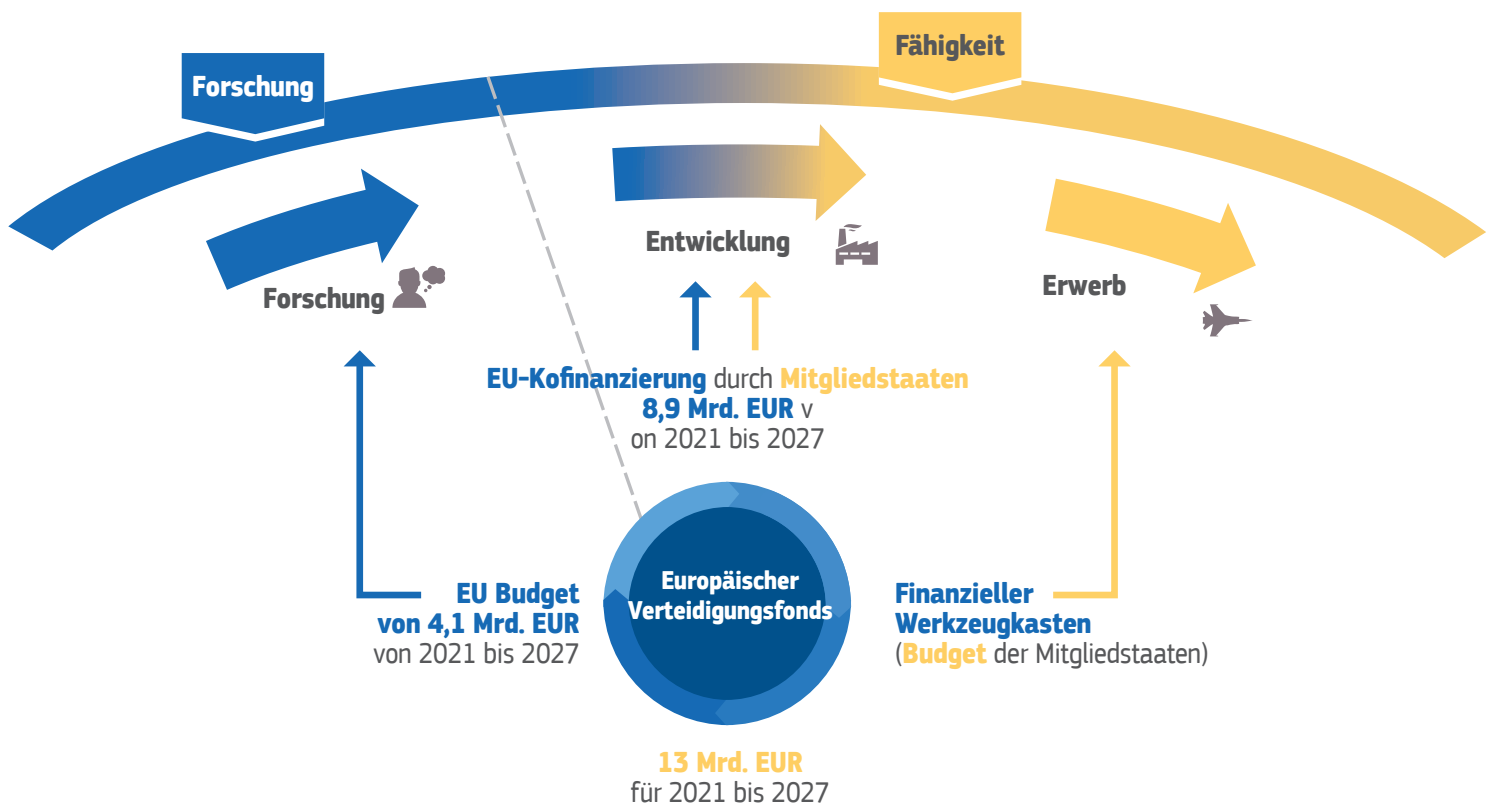 Forschung
Fähigkeit
Forschung
Entwicklung
Erwerb
EU-Kofinanzierung durch Mitgliedstaaten
8,9 Mrd. EUR v
on 2021 bis 2027
EU Budget
von 4,1 Mrd. EUR
von 2021 bis 2027
Europäischer
Verteidigungsfonds
Finanzieller
Werkzeugkasten
(Budget der Mitgliedstaaten)
13 Mrd. EUR
für 2021 bis 2027